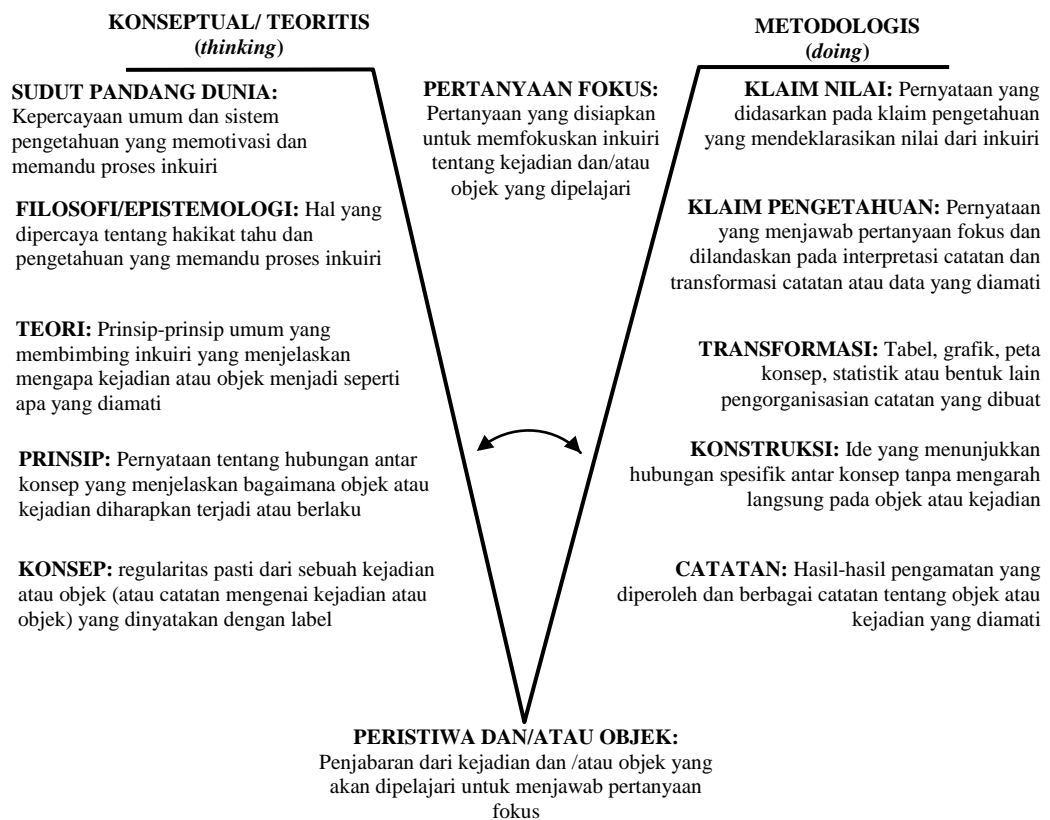 KONSEPTUAL/ TEORITIS
(thinking)
SUDUT PANDANG DUNIA:
Kepercayaan umum dan sistem
pengetahuan yang memotivasi dan
memandu proses inkuiri
FILOSOFI/EPISTEMOLOGI: Hal yang
dipercaya tentang hakikat tahu dan
pengetahuan yang memandu proses inkuiri
TEORI: Prinsip-prinsip umum yang
membimbing inkuiri yang menjelaskan
mengapa kejadian atau objek menjadi seperti
apa yang diamati
PRINSIP: Pernyataan tentang hubungan antar
konsep yang menjelaskan bagaimana objek atau
kejadian diharapkan terjadi atau berlaku
KONSEP: regularitas pasti dari sebuah kejadian
atau objek (atau catatan mengenai kejadian atau
objek) yang dinyatakan dengan label
PERTANYAAN FOKUS:
Pertanyaan yang disiapkan
untuk memfokuskan inkuiri
tentang kejadian dan/atau
objek yang dipelajari
METODOLOGIS
(doing)
KLAIM NILAI: Pernyataan yang
didasarkan pada klaim pengetahuan
yang mendeklarasikan nilai dari inkuiri
KLAIM PENGETAHUAN: Pernyataan
yang menjawab pertanyaan fokus dan
dilandaskan pada interpretasi catatan dan
transformasi catatan atau data yang diamati
TRANSFORMASI: Tabel, grafik, peta
konsep, statistik atau bentuk lain
pengorganisasian catatan yang dibuat
KONSTRUKSI: Ide yang menunjukkan
hubungan spesifik antar konsep tanpa mengarah
langsung pada objek atau kejadian
CATATAN: Hasil-hasil pengamatan yang
diperoleh dan berbagai catatan tentang objek atau
kejadian yang diamati
PERISTIWA DAN/ATAU OBJEK:
Penjabaran dari kejadian dan /atau objek yang
akan dipelajari untuk menjawab pertanyaan
fokus